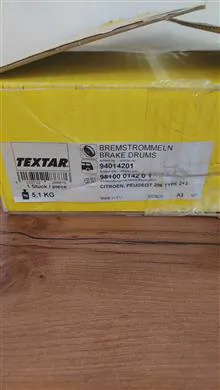 BREMSTROMMELN
BRAKE DRUMS
TEXTAR
94014201
1 Stück / piece
98100 0142 0 1
CITROEN, PEUGEOT 206 TYPE 2+3
5,1 KG
A3